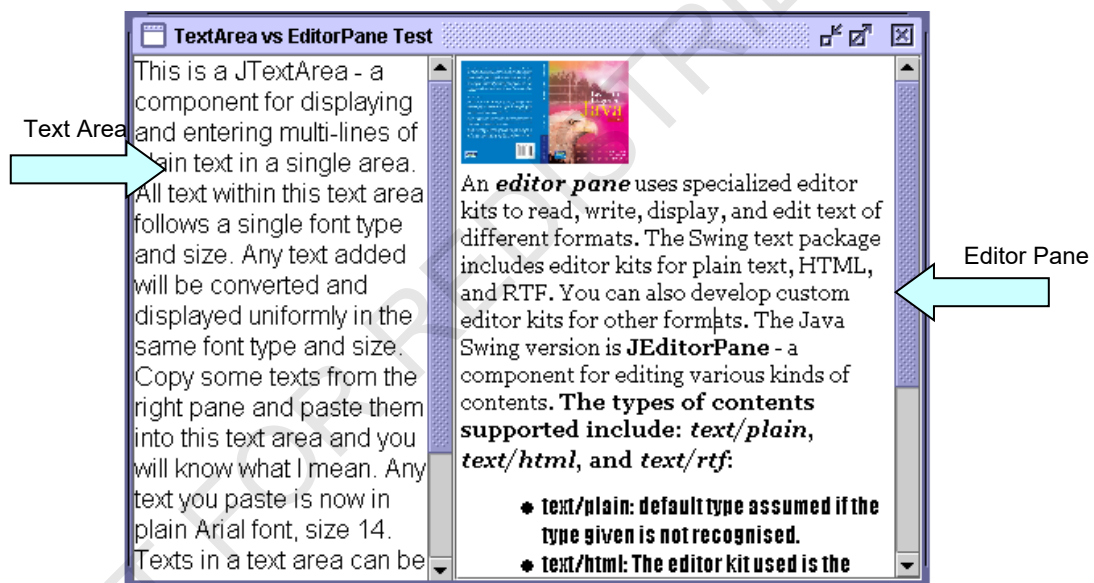 TextArea vs EditorPane Test
Text Area
This is a JTextArea - a
component for displaying
and entering multi-lines of
plain text in a single area.
All text within this text area
follows a single font type
and size. Any text added
will be converted and
displayed uniformly in the
same font type and size.
Copy some texts from the
right pane and paste them
into this text area and you
will know what I mean. Any
text you paste is now in
plain Arial font, size 14.
Texts in a text area can be
Java
An editor pane uses specialized editor
kits to read, write, display, and edit text of
different formats. The Swing text package
includes editor kits for plain text, HTML,
and RTF. You can also develop custom
editor kits for other formats. The Java
Swing version is JEditorPane - a
component for editing various kinds of
contents. The types of contents
supported include: text/plain,
text/html, and text/rtf:
● text/plain: default type assumed if the
type given is not recognised.
● text/html: The editor kit used is the
Editor Pane
FOR REDISTRI